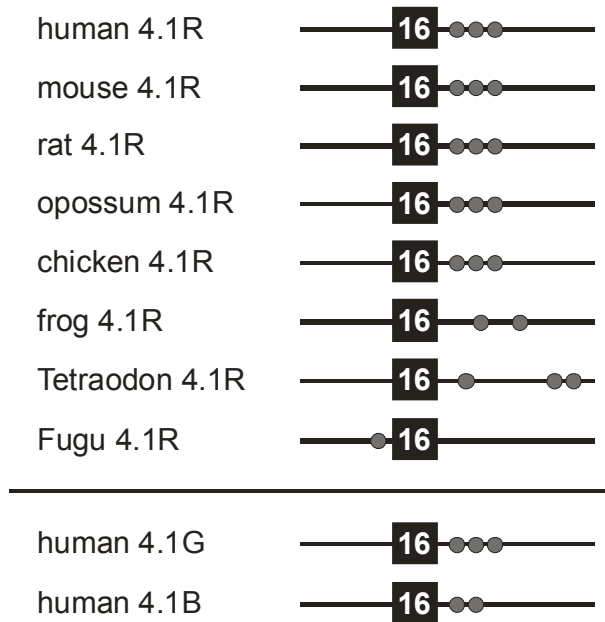 human 4.1R 16
mouse 4.1R 16
rat 4.1R 16
opossum 4.1R 16
chicken 4.1R 16
frog 4.1R 16
Tetraodon 4.1R 16
Fugu 4.1R 16
human 4.1G 16
human 4.1B 16